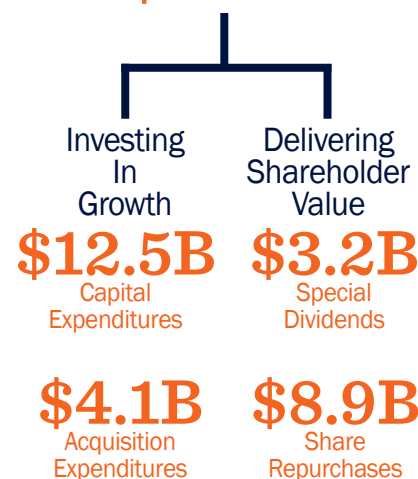 Investing
In
Growth
$12.5B
Capital
Expenditures
$4.1B
Acquisition
Expenditures
Delivering
Shareholder
Value
$3.2B
Special
Dividends
$8.9B
Share
Repurchases